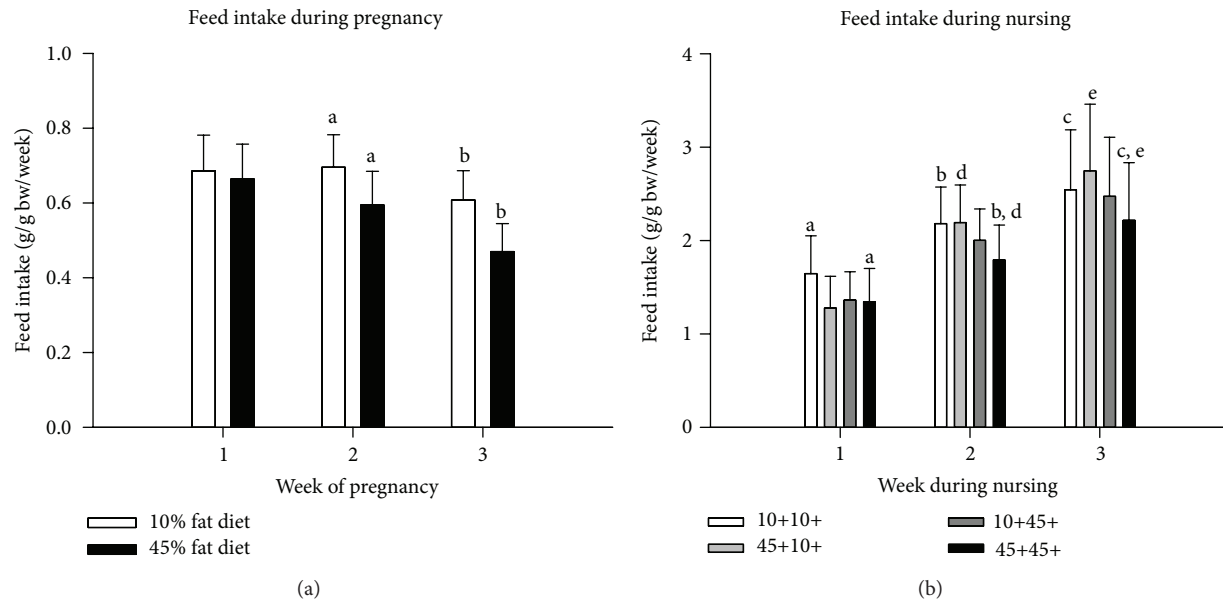 Feed intake during pregnancy
1.0
0.8
0.6
0.4
0.2
0.0
Feed intake (g/g bw/week)
a
a
b
b
1 2 3
Week of pregnancy
10% fat diet
45% fat diet
(a)
Feed intake during nursing
4
3
2
1
0
Feed intake (g/g bw/week)
a
a
b
d
b, d
c
e
c, e
1 2 3
Week during nursing
10+10+
45+10+
10+45+
45+45+
(b)